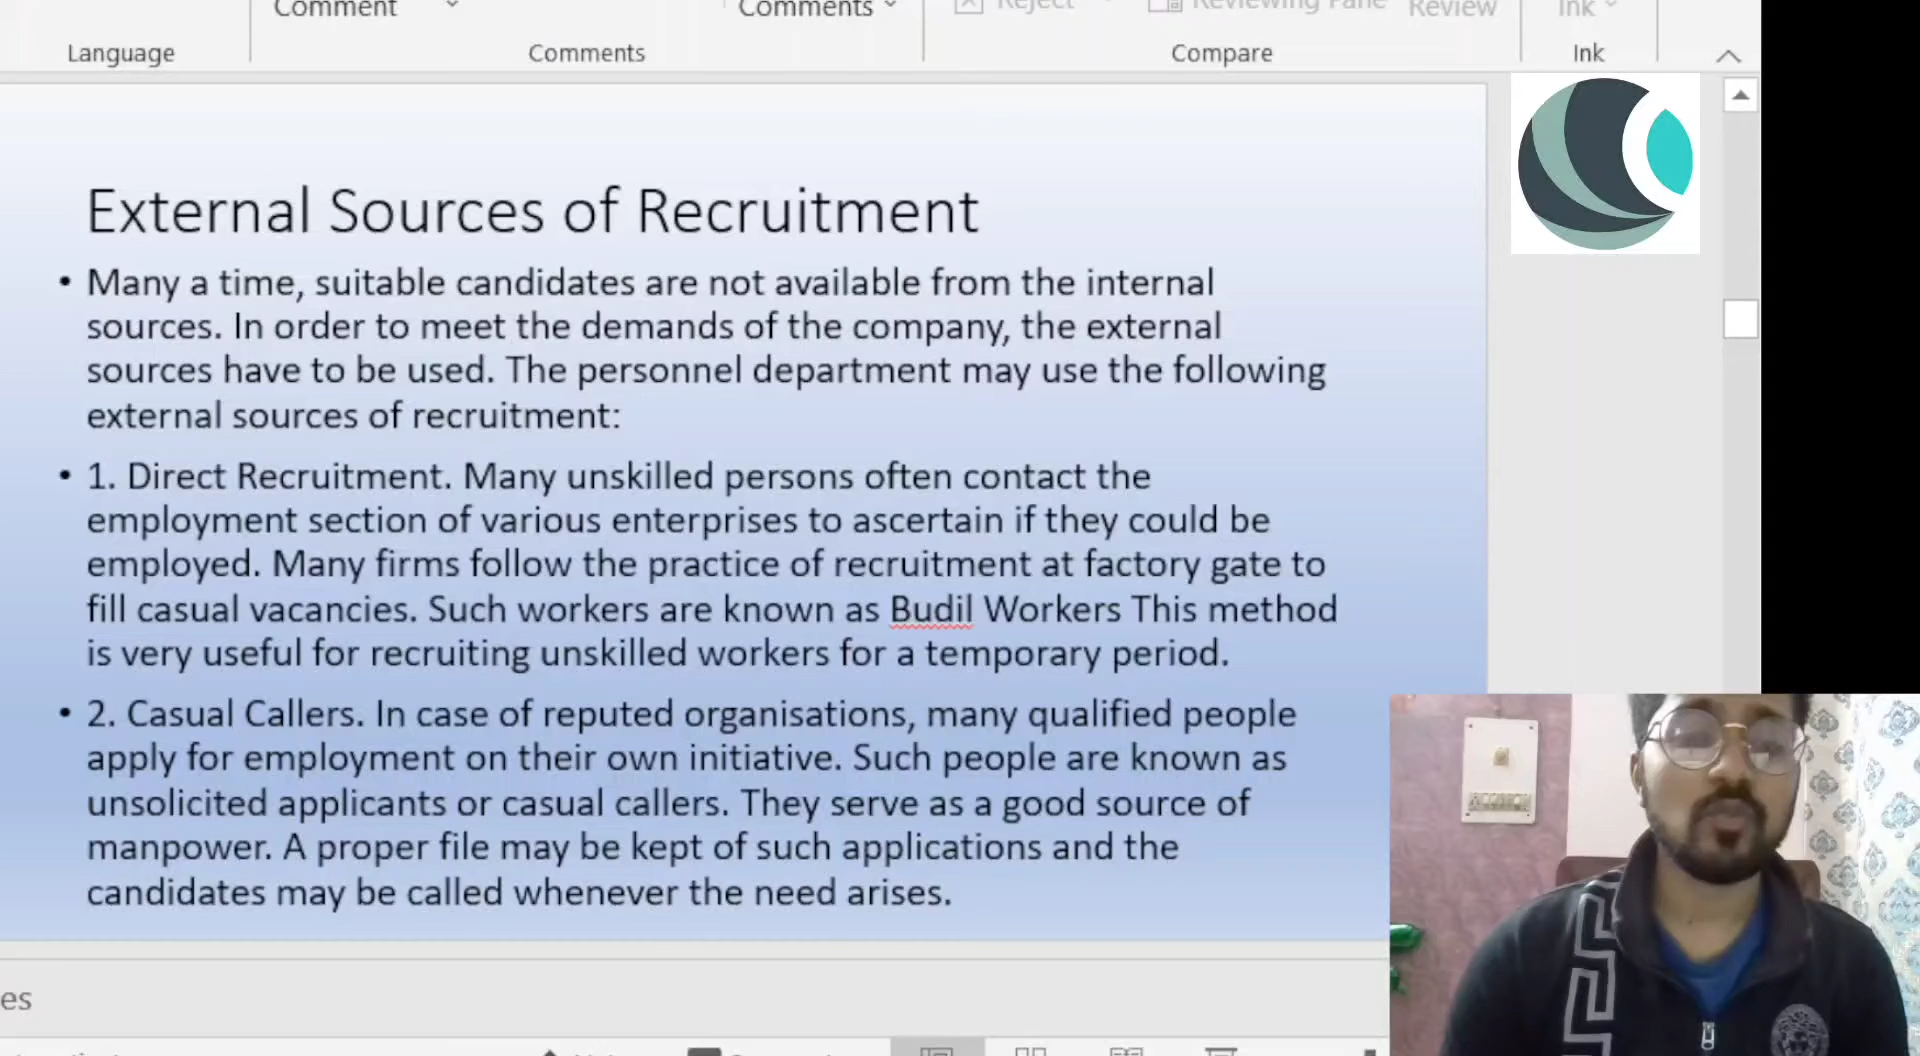 Comment
Comments
Reject
Reviewing Pane
Review
Ink
Language
Comments
Compare
Ink
External Sources of Recruitment
• Many a time, suitable candidates are not available from the internal
sources. In order to meet the demands of the company, the external
sources have to be used. The personnel department may use the following
external sources of recruitment:
• 1. Direct Recruitment. Many unskilled persons often contact the
employment section of various enterprises to ascertain if they could be
employed. Many firms follow the practice of recruitment at factory gate to
fill casual vacancies. Such workers are known as Budil Workers This method
is very useful for recruiting unskilled workers for a temporary period.
• 2. Casual Callers. In case of reputed organisations, many qualified people
apply for employment on their own initiative. Such people are known as
unsolicited applicants or casual callers. They serve as a good source of
manpower. A proper file may be kept of such applications and the
candidates may be called whenever the need arises.
es